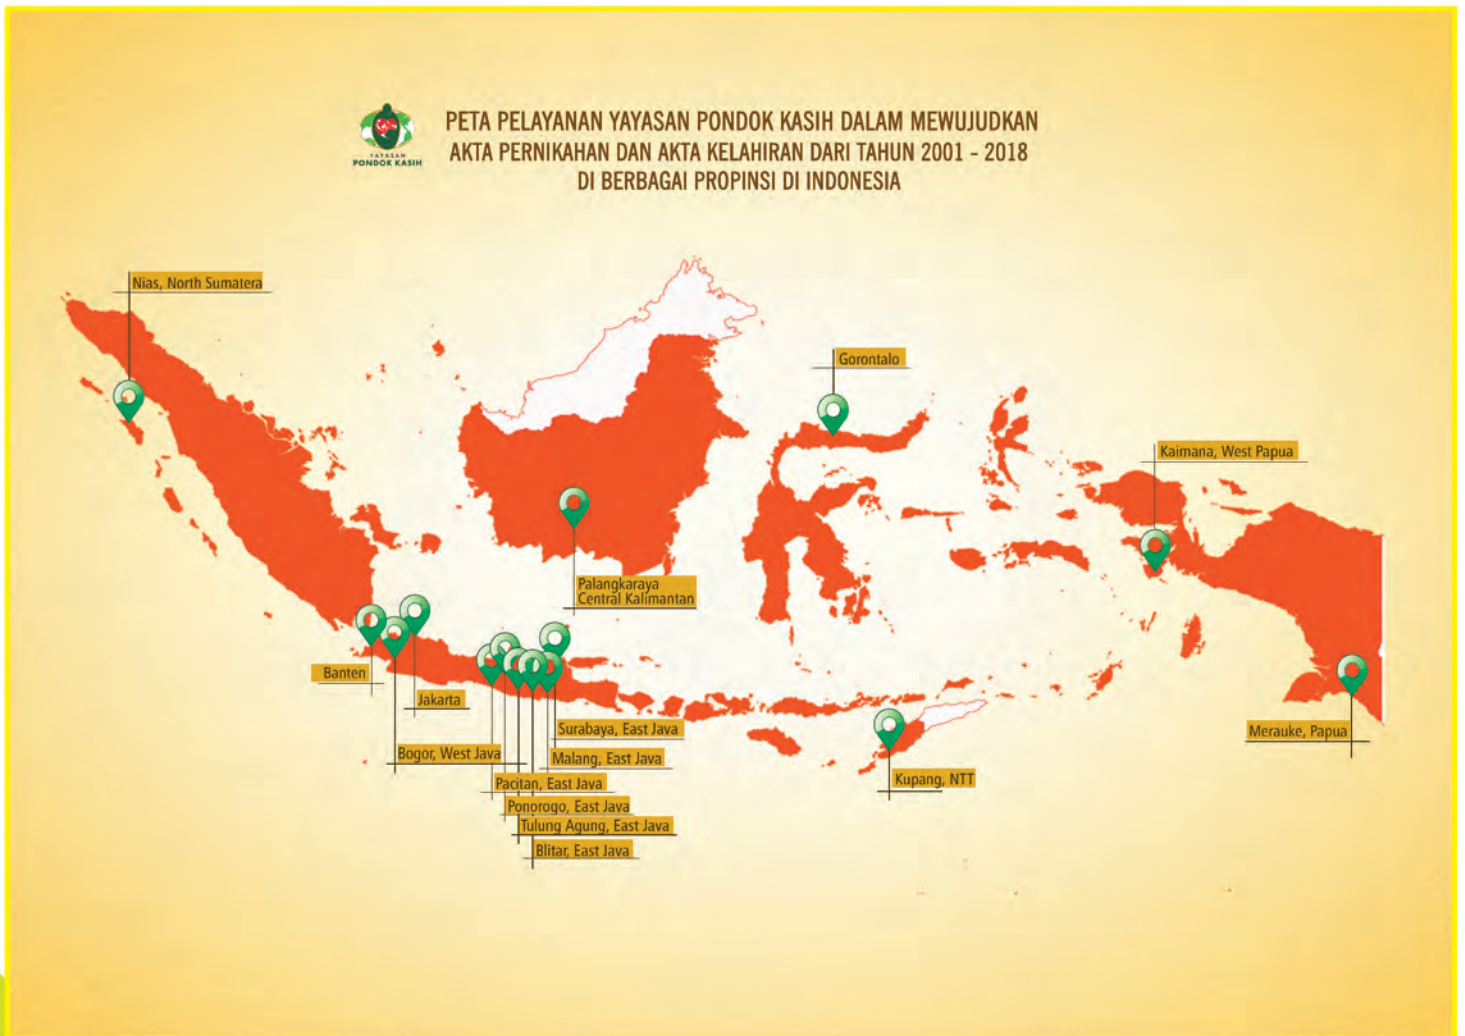 YAYASAN
PONDOK KASIH
PETA PELAYANAN YAYASAN PONDOK KASIH DALAM MEWUJUDKAN
AKTA PERNIKAHAN DAN AKTA KELAHIRAN DARI TAHUN 2001 - 2018
DI BERBAGAI PROPINSI DI INDONESIA
Nias, North Sumatera
Gorontalo
Kaimana, West Papua
Palangkaraya
Central Kalimantan
Banten
Jakarta
Bogor, West Java
Surabaya, East Java
Malang, East Java
Pacitan, East Java
Ponorogo, East Java
Tulung Agung, East Java
Blitar, East Java
Kupang, NTT
Merauke, Papua